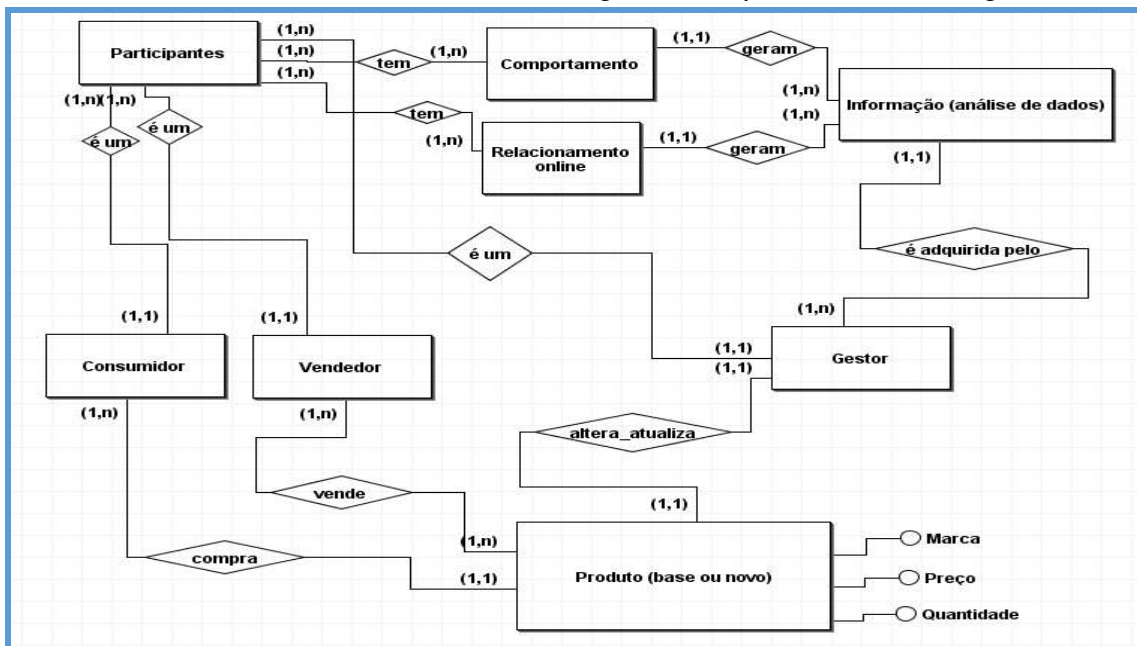 (1,n)
Participantes
(1,n)
tem
(1,n)
Comportamento
(1,1)
geram
(1,n)
(1,n)
Informação (análise de dados)
(1,n)(1,n)
tem
(1,n)
(1,n)
é um
é um
(1,n)
Relacionamento
online
(1,1)
geram
(1,1)
é um
é adquirida pelo
(1,n)
(1,1)
(1,1)
(1,1)
Consumidor
Vendedor
(1,1)
Gestor
(1,n)
(1,n)
altera_atualiza
vende
(1,1)
compra
(1,n)
(1,1)
Produto (base ou novo)
Marca
Preço
Quantidade